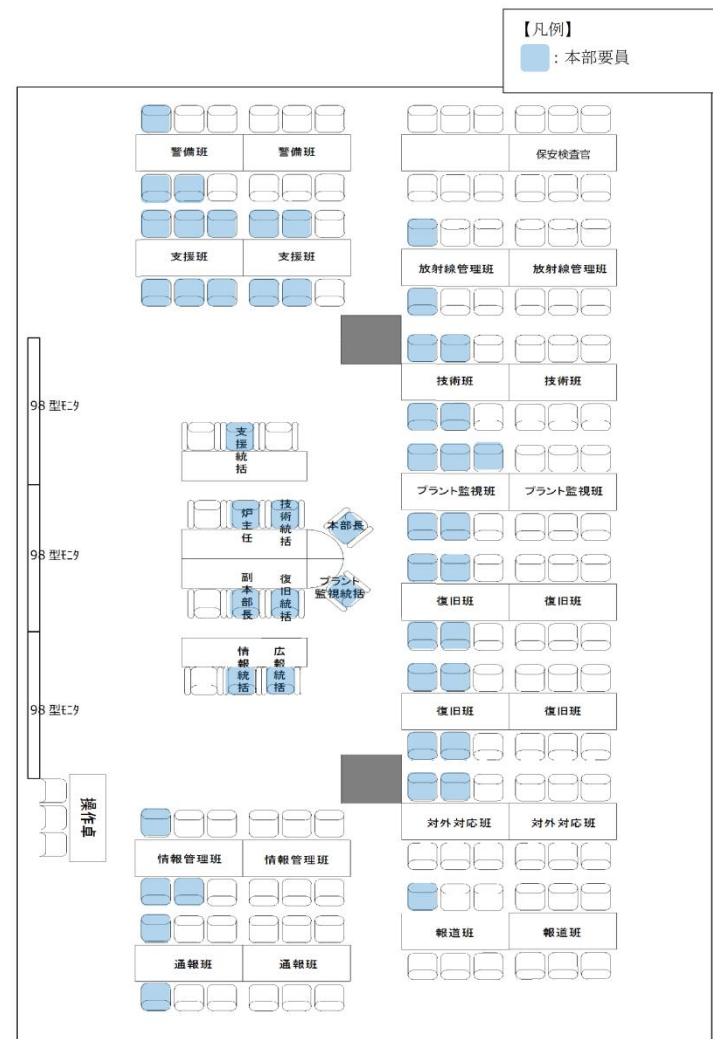 【凡例】
：本部要員
警備班
警備班
保安検査官
支援班
支援班
放射線管理班
放射線管理班
98型モニタ
技術班
技術班
支援統括
プラント監視班
プラント監視班
98型モニタ
炉主任
技術統括
本部長
副本部長
復旧統括
プラント
監視統括
復旧班
復旧班
98型モニタ
情報統括
広報統括
復旧班
復旧班
操作卓
対外対応班
対外対応班
情報管理班
情報管理班
報道班
報道班
通報班
通報班